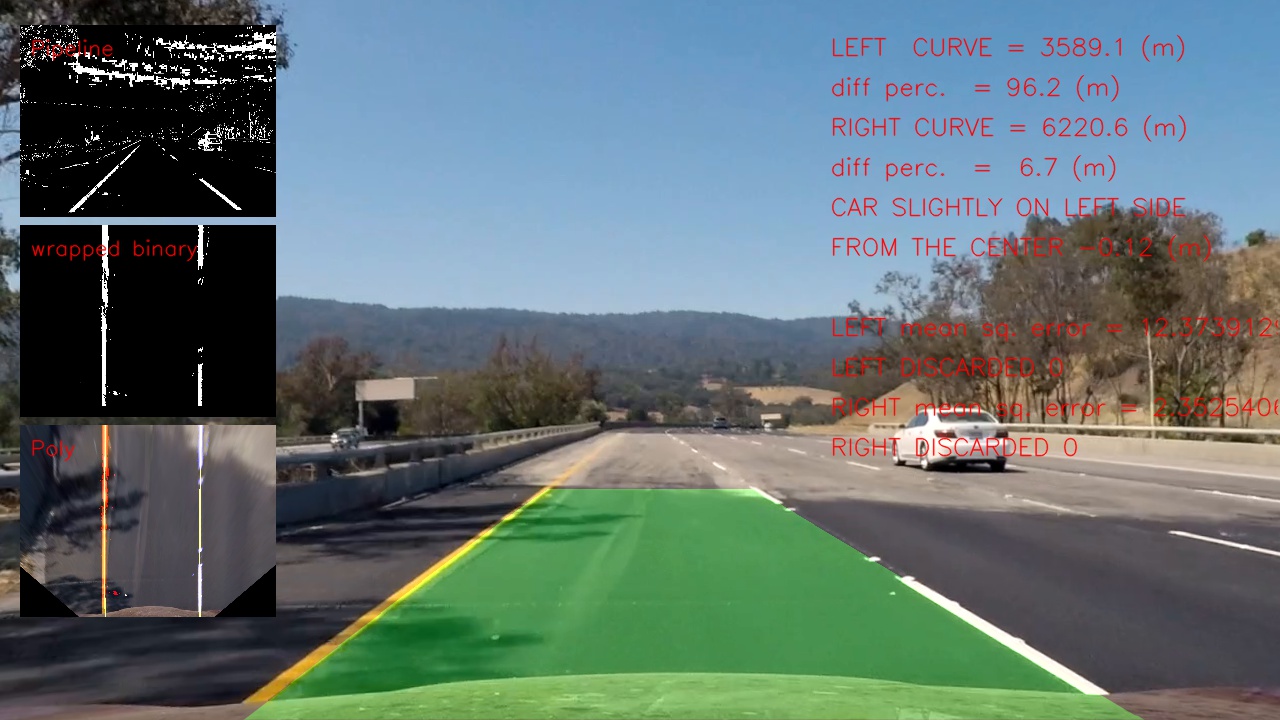 Pipeline
wrapped binary
Poly
LEFT CURVE = 3589.1 (m)
diff perc. = 96.2 (m)
RIGHT CURVE = 6220.6 (m)
diff perc. = 6.7 (m)
CAR SLIGHTLY ON LEFT SIDE
FROM THE CENTER -0.12 (m)
LEFT mean sq. error = 12.3739129
LEFT DISCARDED 0
RIGHT mean sq. error = 2.3525406
RIGHT DISCARDED 0